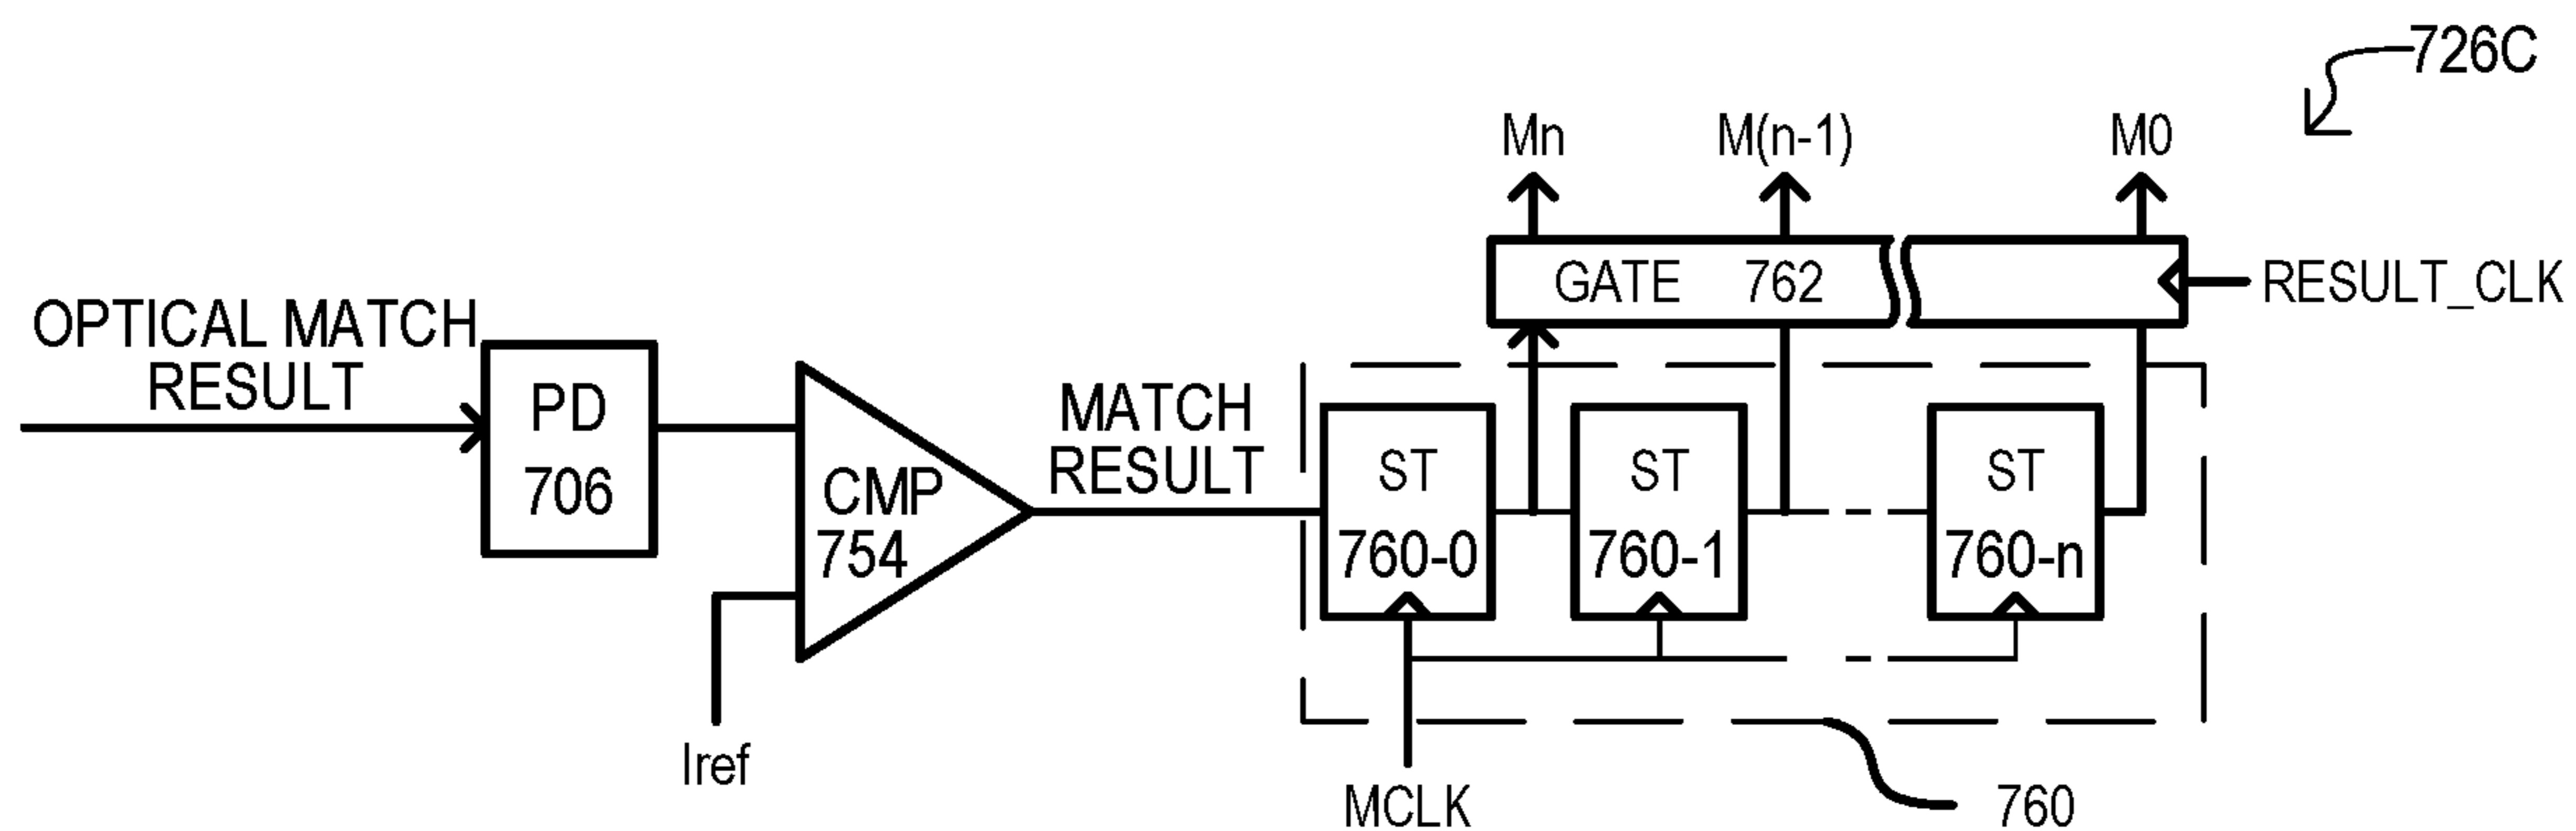 726C
Mn
M(n-1)
M0
GATE 762
RESULT_CLK
OPTICAL MATCH
RESULT
PD
706
CMP
754
Iref
MATCH
RESULT
ST
760-0
ST
760-1
ST
760-n
MCLK
760